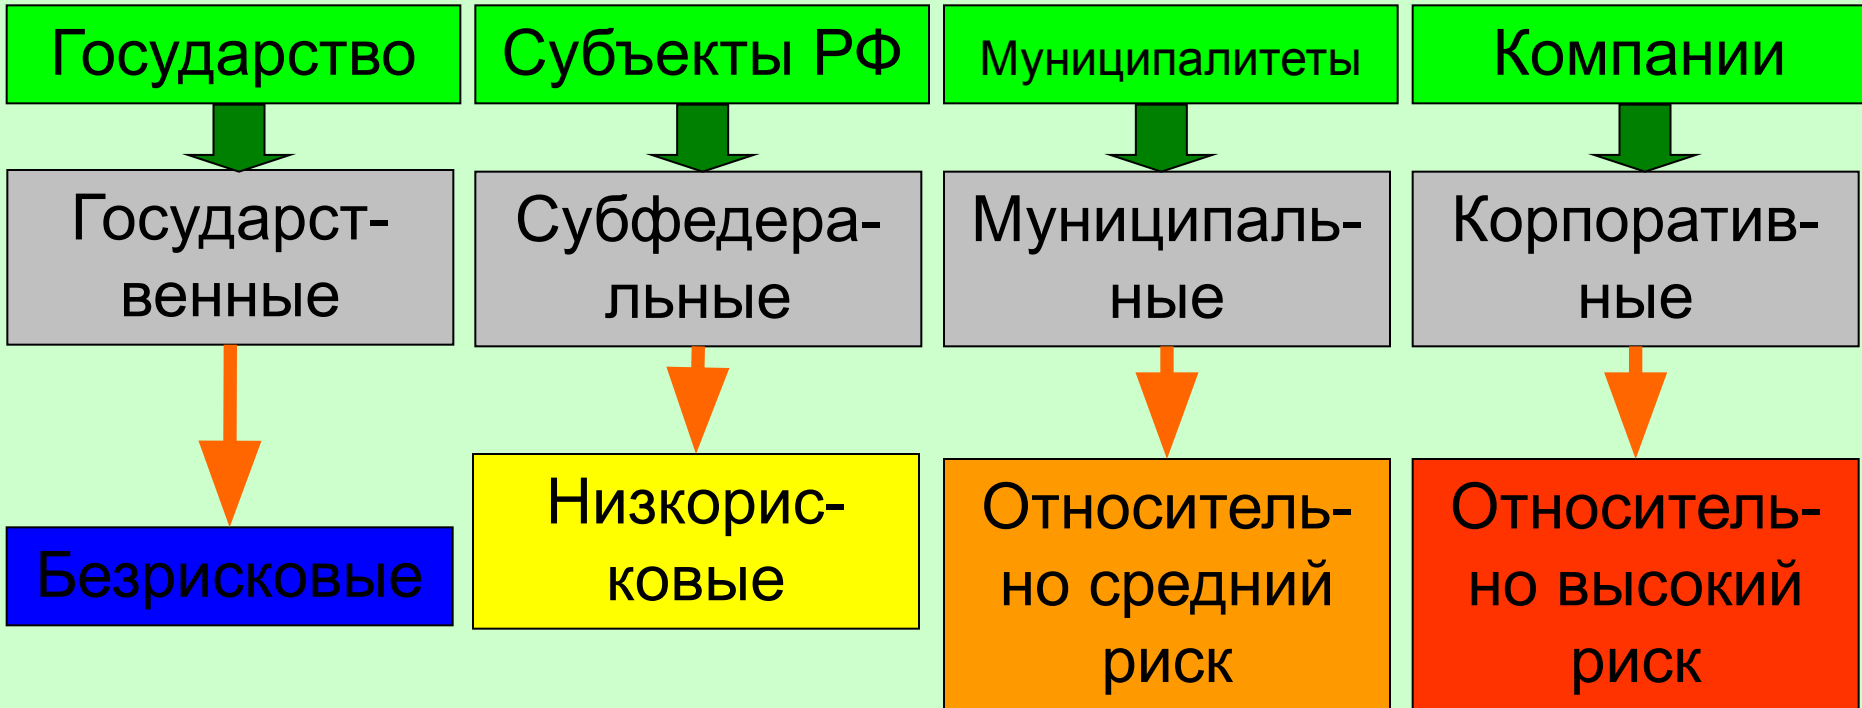 Государство
Субъекты РФ
Муниципалитеты
Компании
Государст-
венные
Субфедера-
льные
Муниципаль-
ные
Корпоратив-
ные
Безрисковые
Низкорис-
ковые
Относитель-
но средний
риск
Относитель-
но высокий
риск